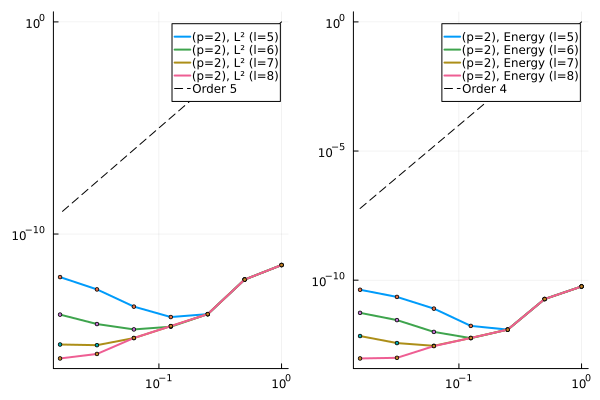 10⁰
(p=2), L² (l=5)
(p=2), L² (l=6)
(p=2), L² (l=7)
(p=2), L² (l=8)
Order 5
10⁻¹⁰
10⁻¹
10⁰
10⁰
(p=2), Energy (l=5)
(p=2), Energy (l=6)
(p=2), Energy (l=7)
(p=2), Energy (l=8)
Order 4
10⁻⁵
10⁻¹⁰
10⁻¹
10⁰